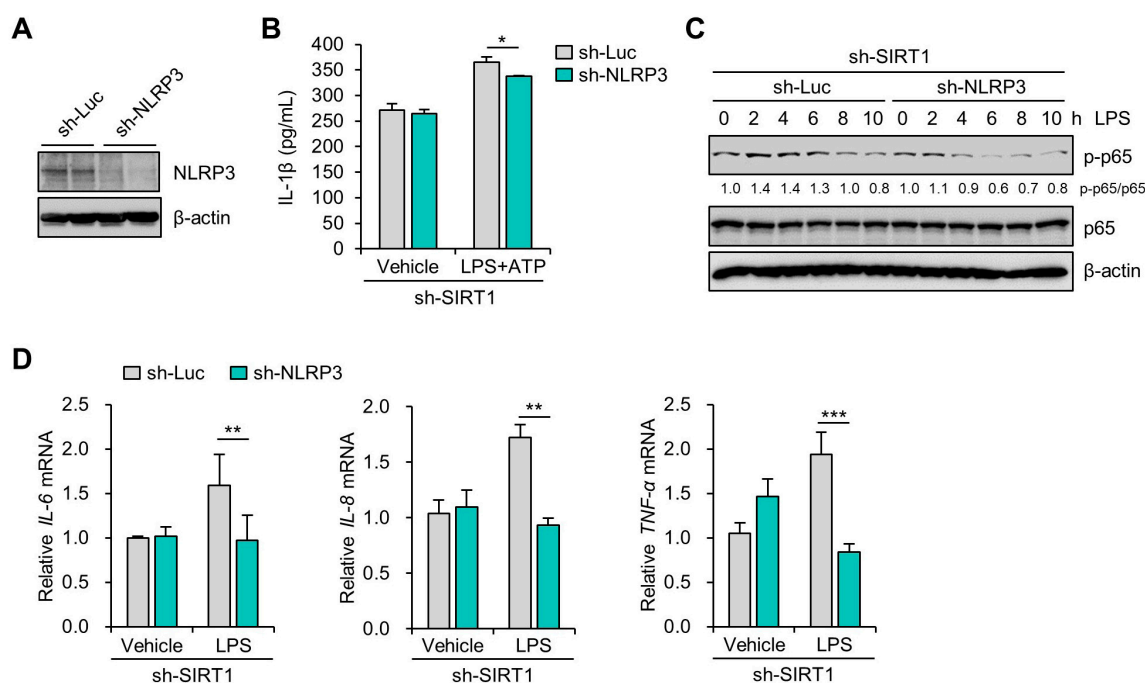 A
sh-Luc sh-NLRP3
NLRP3
β-actin
B
IL-1β (pg/mL)
400
350
300
250
200
150
100
50
0
*
sh-Luc
sh-NLRP3
Vehicle LPS+ATP
sh-SIRT1
C
sh-SIRT1
sh-Luc sh-NLRP3
0 2 4 6 8 10 0 2 4 6 8 10 h LPS
p-p65
1.0 1.4 1.4 1.3 1.0 0.8 1.0 1.1 0.9 0.6 0.7 0.8 p-p65/p65
p65
β-actin
D
sh-Luc sh-NLRP3
Relative IL-6 mRNA
2.5
2.0
1.5
1.0
0.5
0.0
**
Vehicle LPS
sh-SIRT1
Relative IL-8 mRNA
2.0
1.5
1.0
0.5
0.0
**
Vehicle LPS
sh-SIRT1
Relative TNF-α mRNA
2.5
2.0
1.5
1.0
0.5
0.0
***
Vehicle LPS
sh-SIRT1